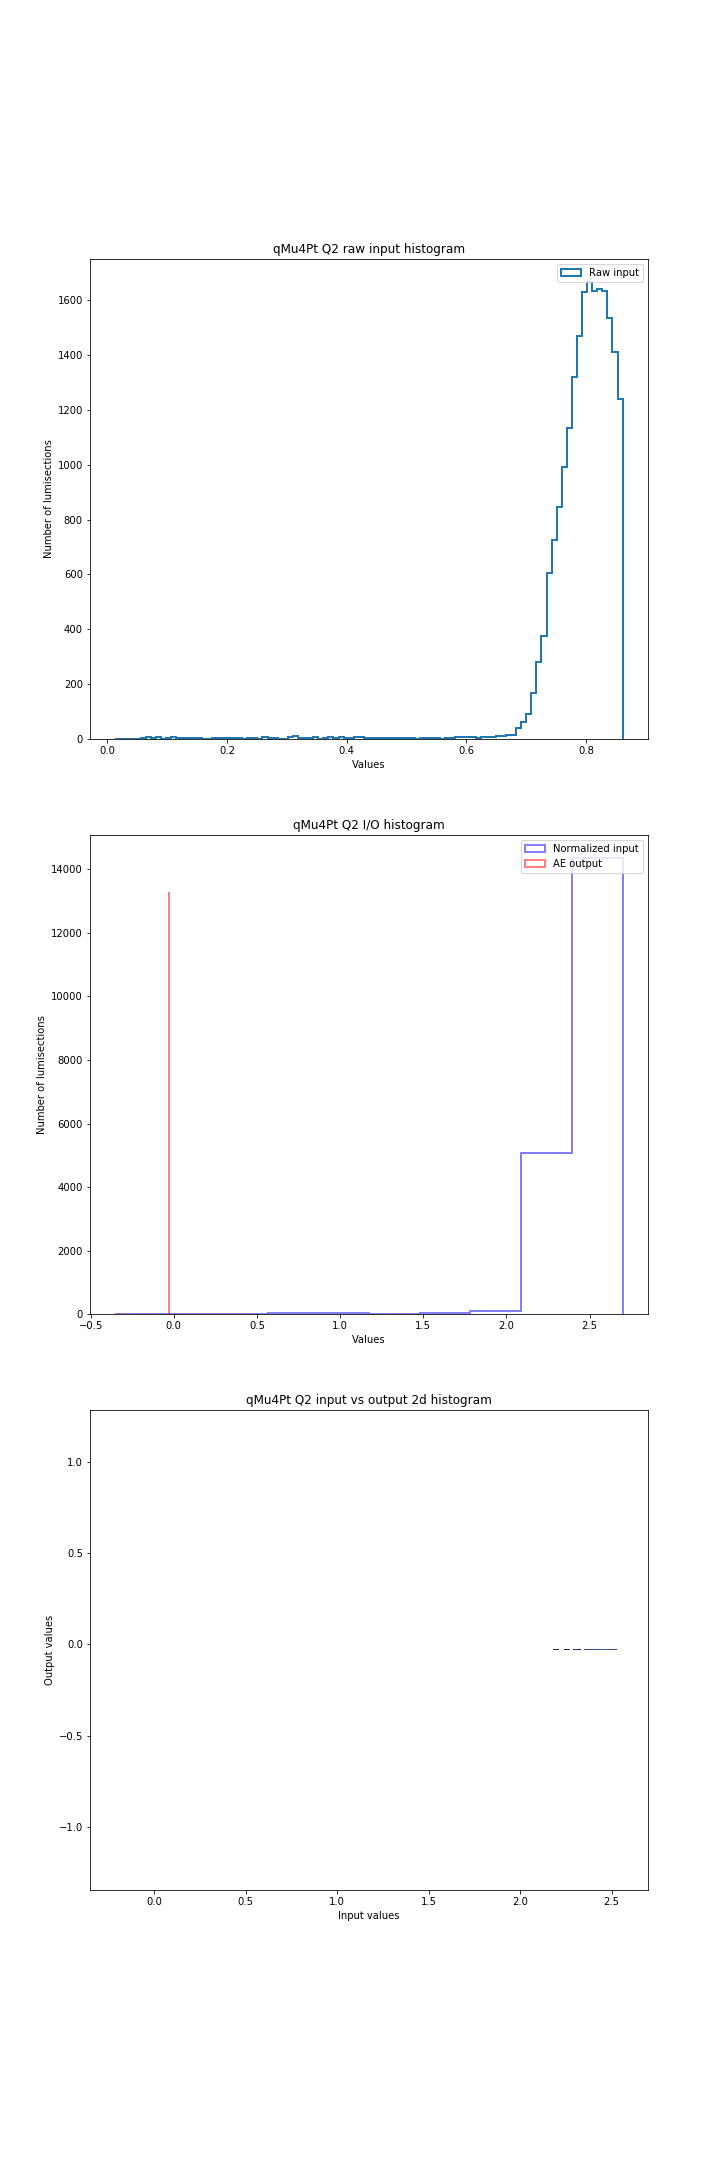 qMu4Pt Q2 raw input histogram
Raw input
1600
1400
1200
1000
800
600
400
200
0
Number of lumisections
0.0 0.2 0.4 0.6 0.8
Values
qMu4Pt Q2 I/O histogram
Normalized input
AE output
14000
12000
10000
8000
6000
4000
2000
0
Number of lumisections
−0.5 0.0 0.5 1.0 1.5 2.0 2.5
Values
qMu4Pt Q2 input vs output 2d histogram
1.0
0.5
0.0
−0.5
−1.0
Output values
0.0 0.5 1.0 1.5 2.0 2.5
Input values